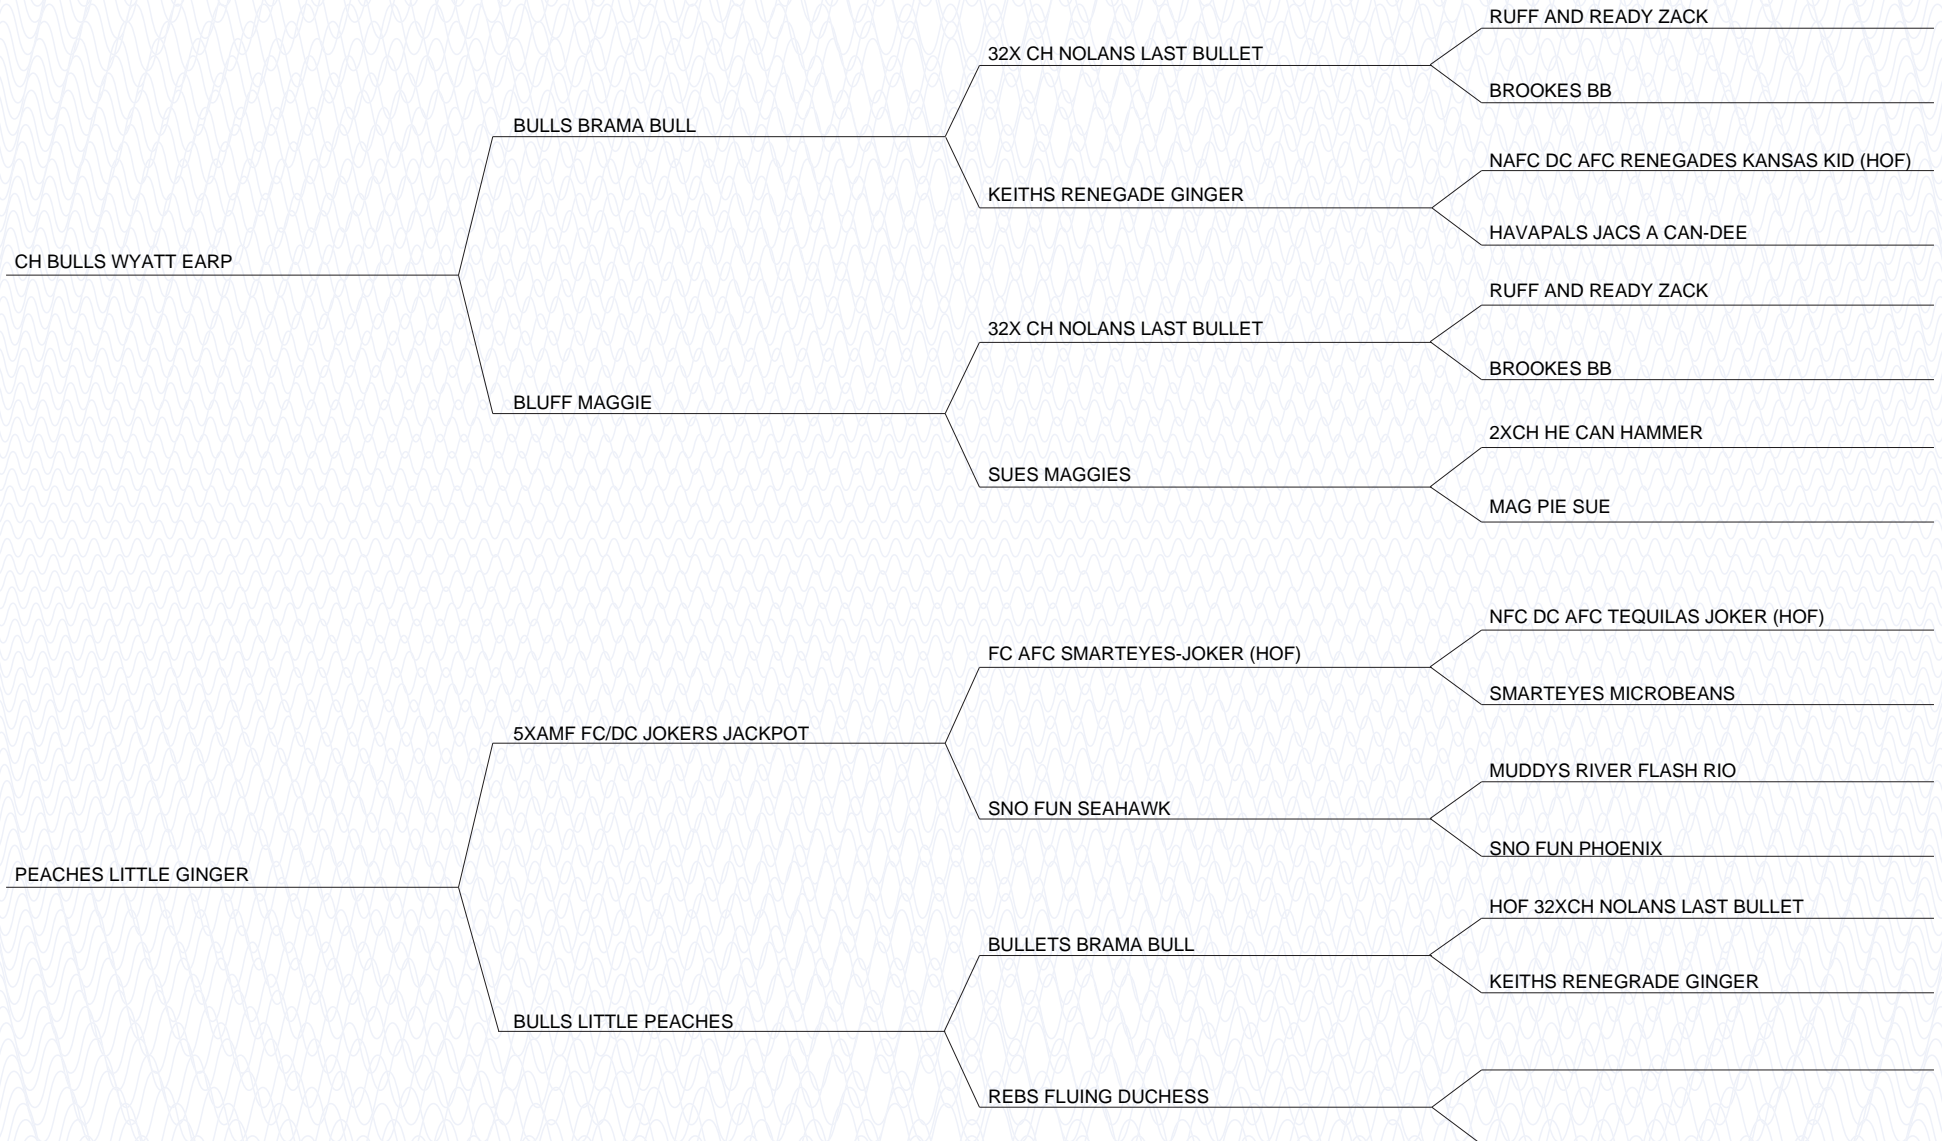 RUFF AND READY ZACK
32X CH NOLANS LAST BULLET
BROOKES BB
BULLS BRAMA BULL
NAFC DC AFC RENEGADES KANSAS KID (HOF)
KEITHS RENEGADE GINGER
HAVAPALS JACS A CAN-DEE
CH BULLS WYATT EARP
RUFF AND READY ZACK
32X CH NOLANS LAST BULLET
BROOKES BB
BLUFF MAGGIE
2XCH HE CAN HAMMER
SUES MAGGIES
MAG PIE SUE
NFC DC AFC TEQUILAS JOKER (HOF)
FC AFC SMARTEYES-JOKER (HOF)
SMARTEYES MICROBEANS
5XAMF FC/DC JOKERS JACKPOT
MUDDYS RIVER FLASH RIO
SNO FUN SEAHAWK
SNO FUN PHOENIX
PEACHES LITTLE GINGER
HOF 32XCH NOLANS LAST BULLET
BULLETS BRAMA BULL
KEITHS RENEGRADE GINGER
BULLS LITTLE PEACHES
REBS FLUING DUCHESS